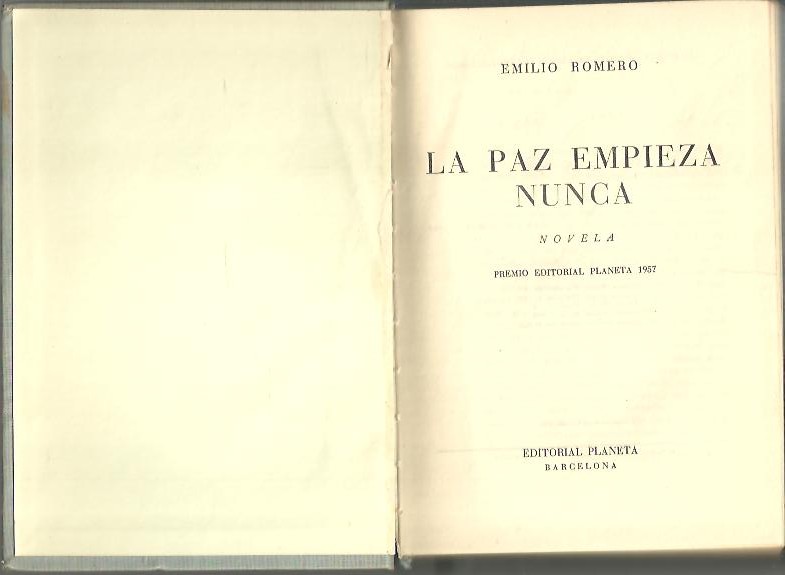 EMILIO ROMERO
LA PAZ EMPIEZA
NUNCA
NOVELA
PREMIO EDITORIAL PLANETA 1957
EDITORIAL PLANETA
BARCELONA